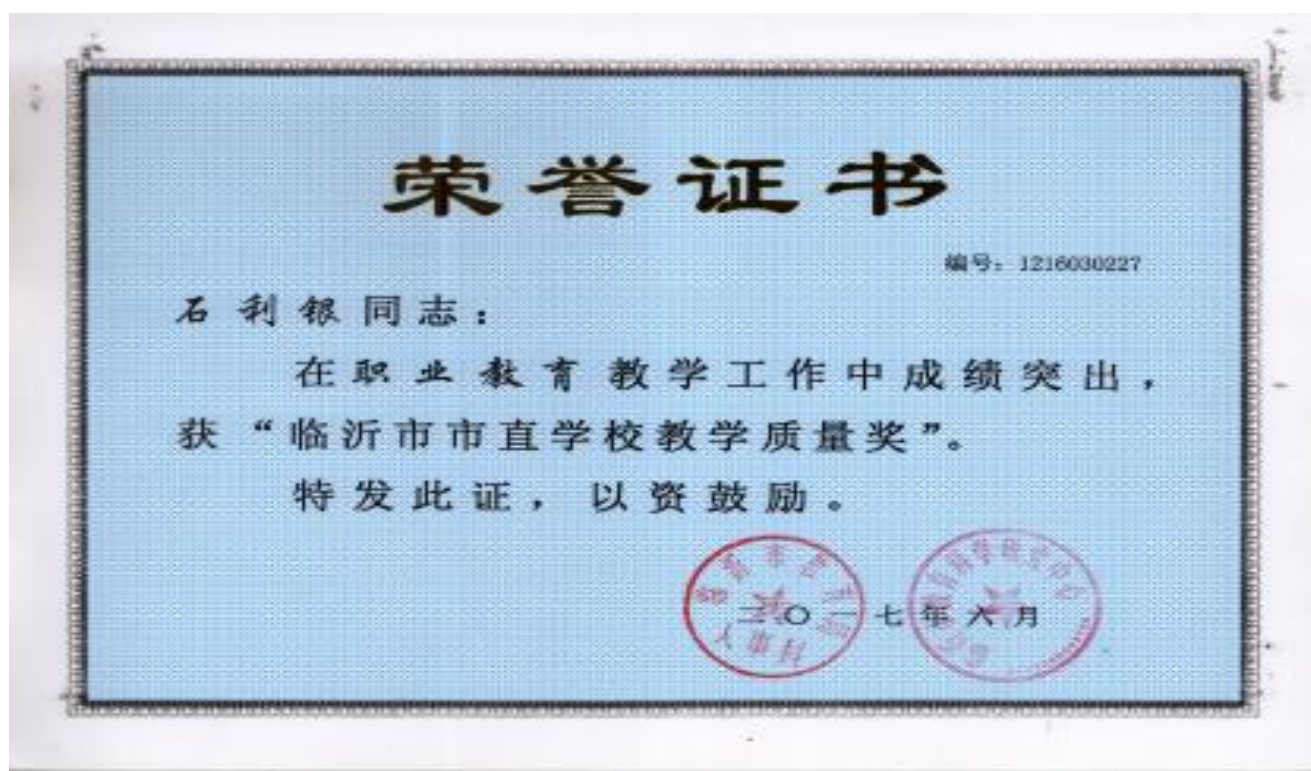 荣誉证书
编号：1216030227
石利银同志：
在职业教育教学工作中成绩突出，
获“临沂市市直学校教学质量奖”。
特发此证，以资鼓励。
二〇一七年六月